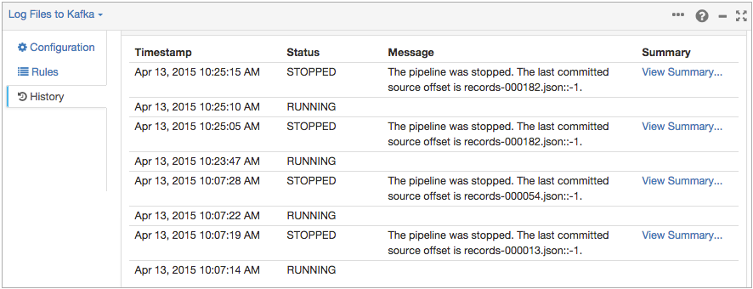 Log Files to Kafka
Configuration
Rules
History
Timestamp Status Message Summary
Apr 13, 2015 10:25:15 AM STOPPED The pipeline was stopped. The last committed View Summary...
source offset is records-000182.json::-1.
Apr 13, 2015 10:25:10 AM RUNNING
Apr 13, 2015 10:25:05 AM STOPPED The pipeline was stopped. The last committed View Summary...
source offset is records-000182.json::-1.
Apr 13, 2015 10:23:47 AM RUNNING
Apr 13, 2015 10:07:28 AM STOPPED The pipeline was stopped. The last committed View Summary...
source offset is records-000054.json::-1.
Apr 13, 2015 10:07:22 AM RUNNING
Apr 13, 2015 10:07:19 AM STOPPED The pipeline was stopped. The last committed View Summary...
source offset is records-000013.json::-1.
Apr 13, 2015 10:07:14 AM RUNNING